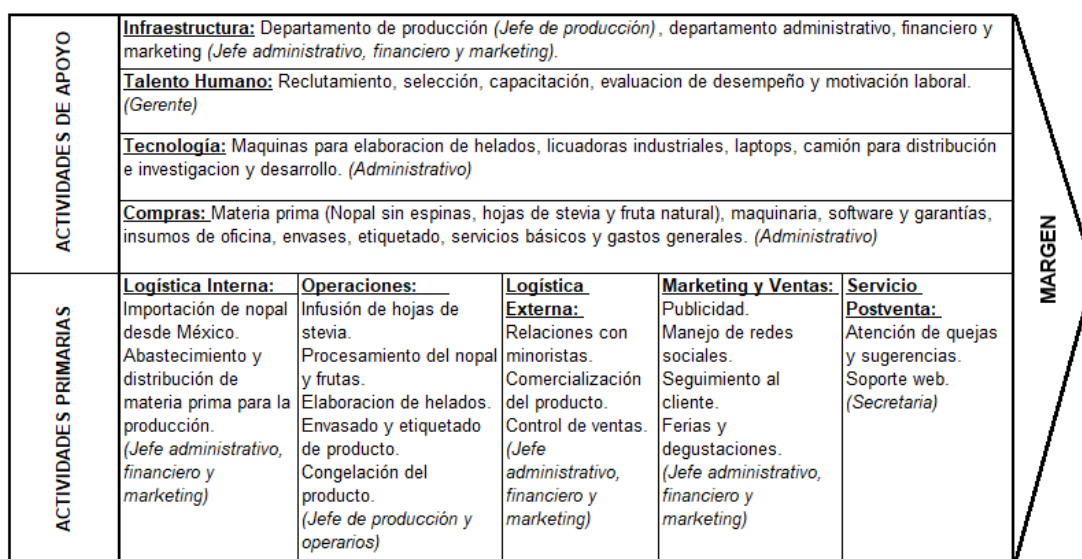 ACTIVIDADES DE APOYO
Infraestructura: Departamento de producción (Jefe de producción) , departamento administrativo, financiero y
marketing (Jefe administrativo, financiero y marketing).
Talento Humano: Reclutamiento, selección, capacitación, evaluacion de desempeño y motivación laboral.
(Gerente)
Tecnología: Maquinas para elaboracion de helados, licuadoras industriales, laptops, camión para distribución
e investigacion y desarrollo. (Administrativo)
Compras: Materia prima (Nopal sin espinas, hojas de stevia y fruta natural), maquinaria, software y garantías,
insumos de oficina, envases, etiquetado, servicios básicos y gastos generales. (Administrativo)
ACTIVIDADES PRIMARIAS
Logística Interna:
Importación de nopal
desde México.
Abastecimiento y
distribución de
materia prima para la
producción.
(Jefe administrativo,
financiero y
marketing)
Operaciones:
Infusión de hojas de
stevia.
Procesamiento del nopal
y frutas.
Elaboracion de helados.
Envasado y etiquetado
de producto.
Congelación del
producto.
(Jefe de producción y
operarios)
Logística
Externa:
Relaciones con
minoristas.
Comercialización
del producto.
Control de ventas.
(Jefe
administrativo,
financiero y
marketing)
Marketing y Ventas:
Publicidad.
Manejo de redes
sociales.
Seguimiento al
cliente.
Ferias y
degustaciones.
(Jefe administrativo,
financiero y
marketing)
Servicio
Postventa:
Atención de quejas
y sugerencias.
Soporte web.
(Secretaria)
MARGEN